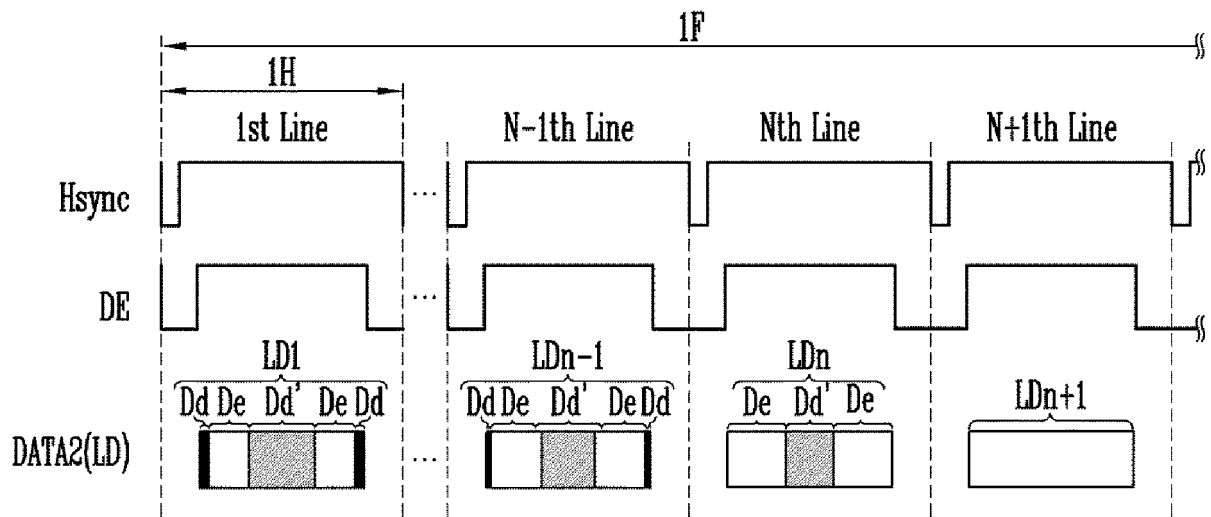 1F
1H
1st Line
N-1th Line
Nth Line
N+1th Line
Hsync
...
DE
...
LD1
LDn-1
LDn
LDn+1
Dd De Dd' De Dd
Dd De Dd' De Dd
De Dd' De
DATA2(LD)
...